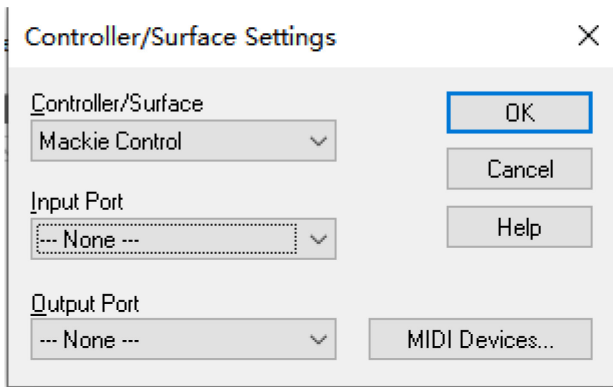 Controller/Surface Settings
Controller/Surface
OK
Mackie Control
Cancel
Input Port
--- None ---
Help
Output Port
--- None ---
MIDI Devices...